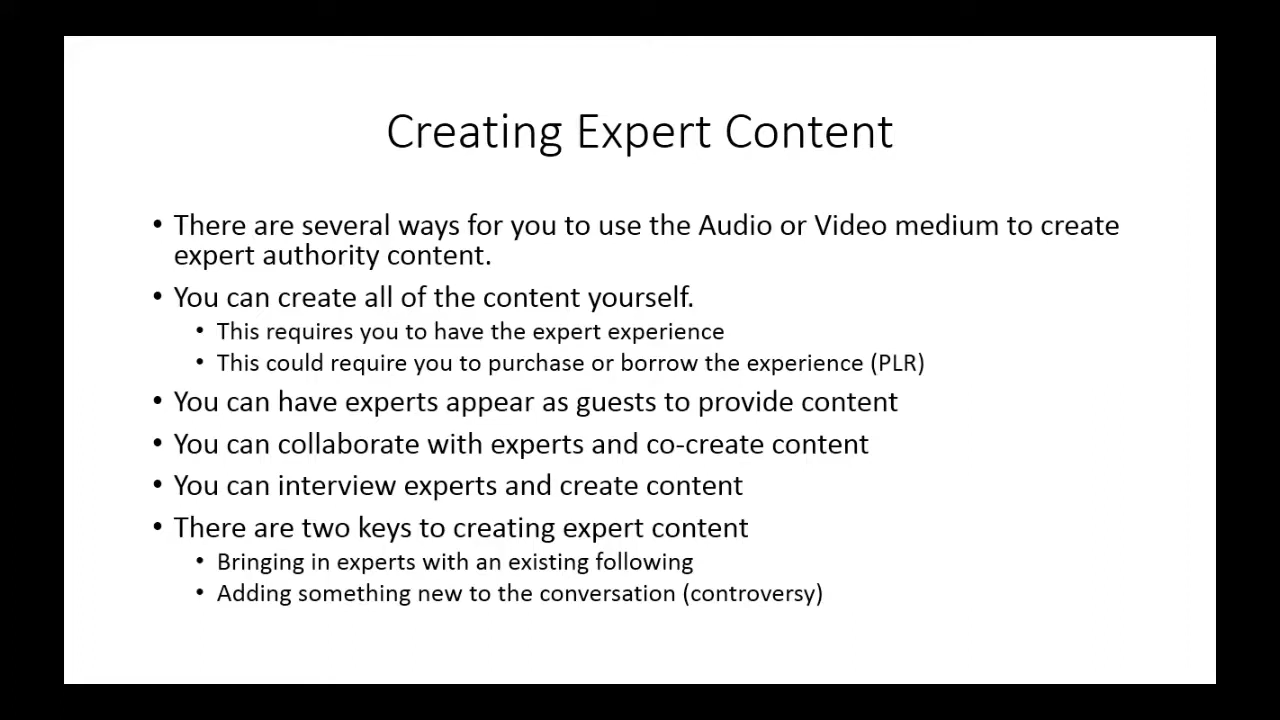 Creating Expert Content
• There are several ways for you to use the Audio or Video medium to create
expert authority content.
• You can create all of the content yourself.
• This requires you to have the expert experience
• This could require you to purchase or borrow the experience (PLR)
• You can have experts appear as guests to provide content
• You can collaborate with experts and co-create content
• You can interview experts and create content
• There are two keys to creating expert content
• Bringing in experts with an existing following
• Adding something new to the conversation (controversy)